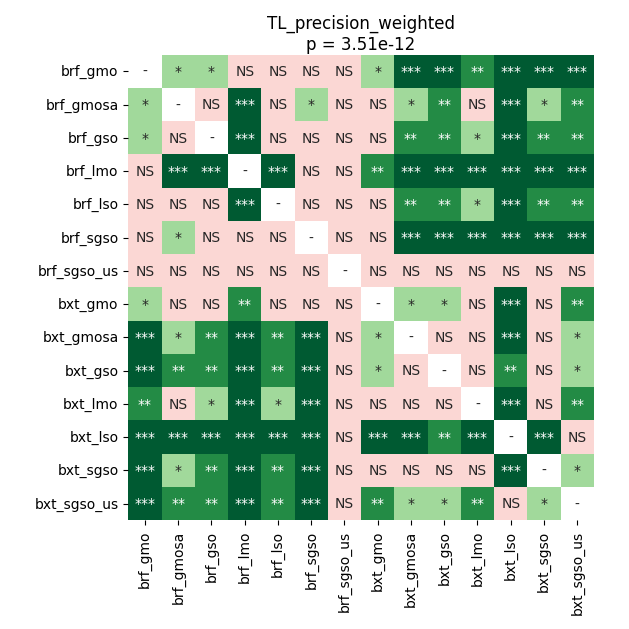 TL_precision_weighted
p = 3.51e-12
brf_gmo - * * NS NS NS NS * *** *** ** *** *** ***
brf_gmosa * - NS *** NS * NS NS * ** NS *** * **
brf_gso * NS - *** NS NS NS NS ** ** * *** ** **
brf_lmo NS *** *** - *** NS NS ** *** *** *** *** *** ***
brf_lso NS NS NS *** - NS NS NS ** ** * *** ** **
brf_sgso NS * NS NS NS - NS NS *** *** *** *** *** ***
brf_sgso_us NS NS NS NS NS NS - NS NS NS NS NS NS NS
bxt_gmo * NS NS ** NS NS NS - * * NS *** NS **
bxt_gmosa *** * ** *** ** *** NS * - NS NS *** NS *
bxt_gso *** ** ** *** ** *** NS * NS - NS ** NS *
bxt_lmo ** NS * *** * *** NS NS NS NS - *** NS **
bxt_lso *** *** *** *** *** *** NS *** *** ** *** - *** NS
bxt_sgso *** * ** *** ** *** NS NS NS NS NS *** - *
bxt_sgso_us *** ** ** *** ** *** NS ** * * ** NS * -
brf_gmo brf_gmosa brf_gso brf_lmo brf_lso brf_sgso brf_sgso_us bxt_gmo bxt_gmosa bxt_gso bxt_lmo bxt_lso bxt_sgso bxt_sgso_us